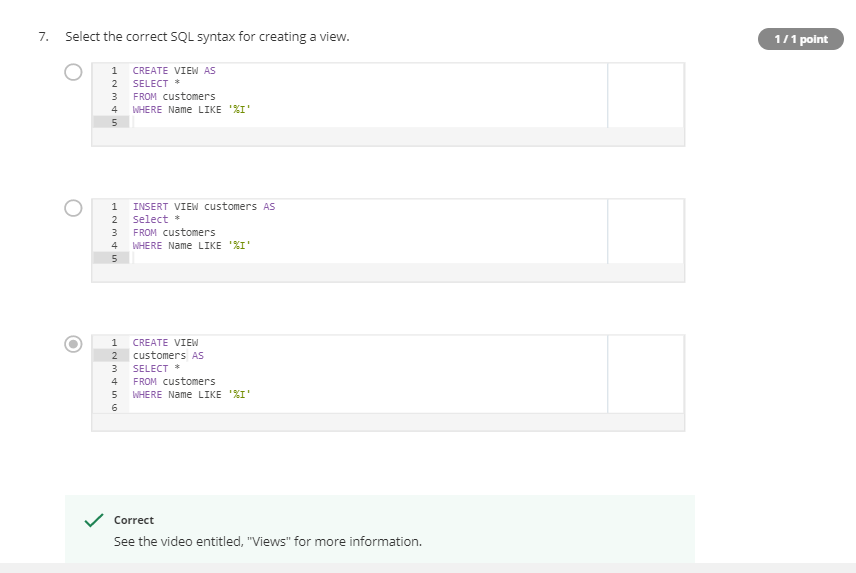 7. Select the correct SQL syntax for creating a view.
1 / 1 point
1 CREATE VIEW AS
2 SELECT *
3 FROM customers
4 WHERE Name LIKE '%I'
5
1 INSERT VIEW customers AS
2 Select *
3 FROM customers
4 WHERE Name LIKE '%I'
5
1 CREATE VIEW
2 customers AS
3 SELECT *
4 FROM customers
5 WHERE Name LIKE '%I'
6
Correct
See the video entitled, "Views" for more information.